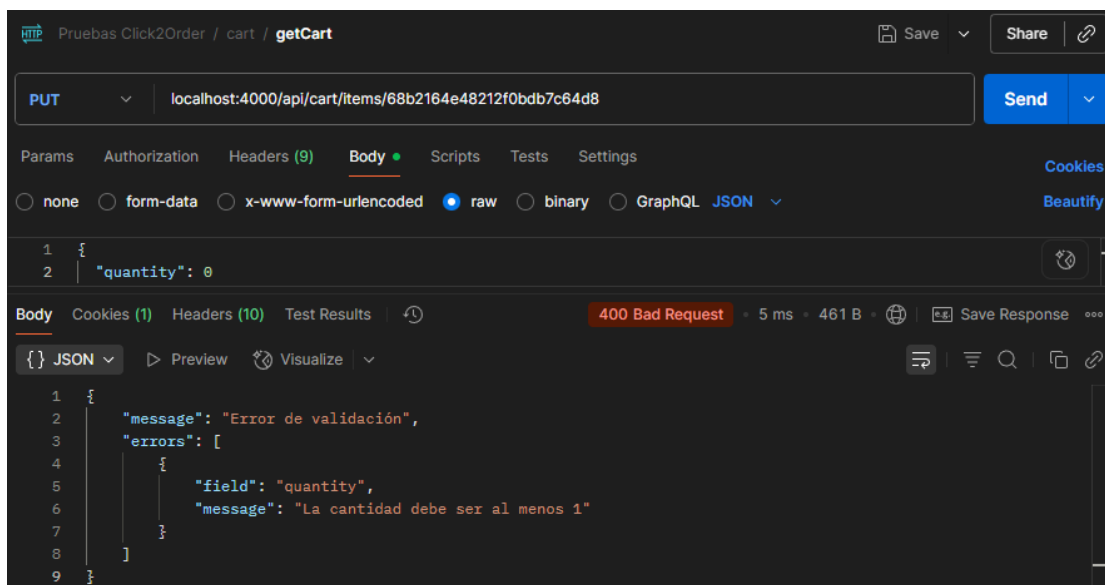 HTTP Pruebas Click2Order / cart / getCart Save Share
PUT localhost:4000/api/cart/items/68b2164e48212f0bdb7c64d8 Send
Params Authorization Headers (9) Body Scripts Tests Settings Cookies
none form-data x-www-form-urlencoded raw binary GraphQL JSON Beautify
1 {
2 "quantity": 0
Body Cookies (1) Headers (10) Test Results 400 Bad Request 5 ms 461 B e.g. Save Response
{} JSON Preview Visualize
1 {
2 "message": "Error de validación",
3 "errors": [
4 {
5 "field": "quantity",
6 "message": "La cantidad debe ser al menos 1"
7 }
8 ]
9 }